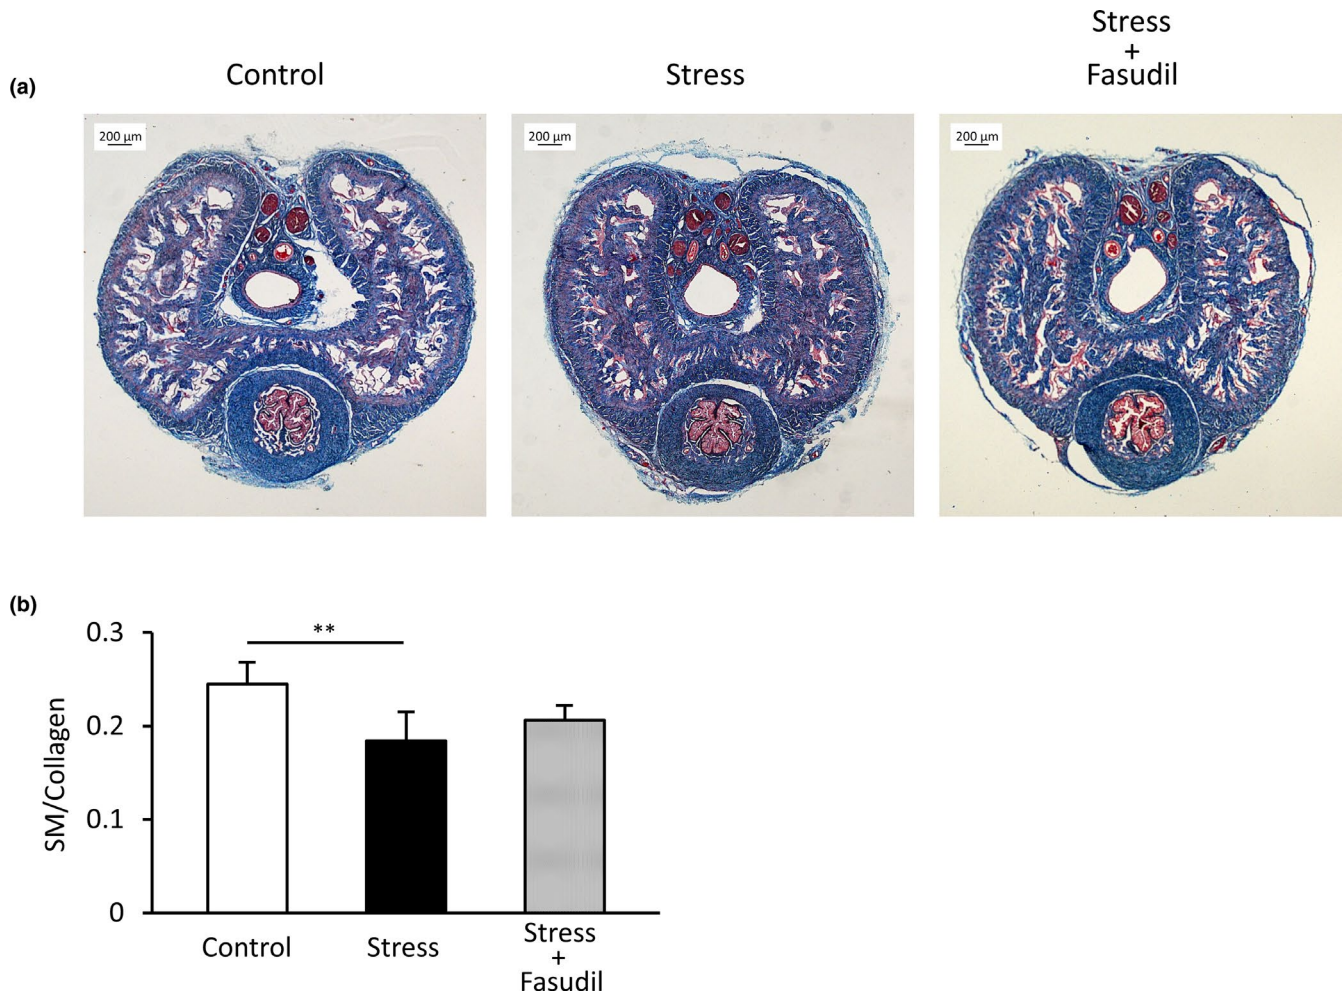 (a)
Control
Stress
Stress
+
Fasudil
200 µm
200 µm
200 µm
(b)
SM/Collagen
0.3
0.2
0.1
0
**
Control
Stress
Stress
+
Fasudil